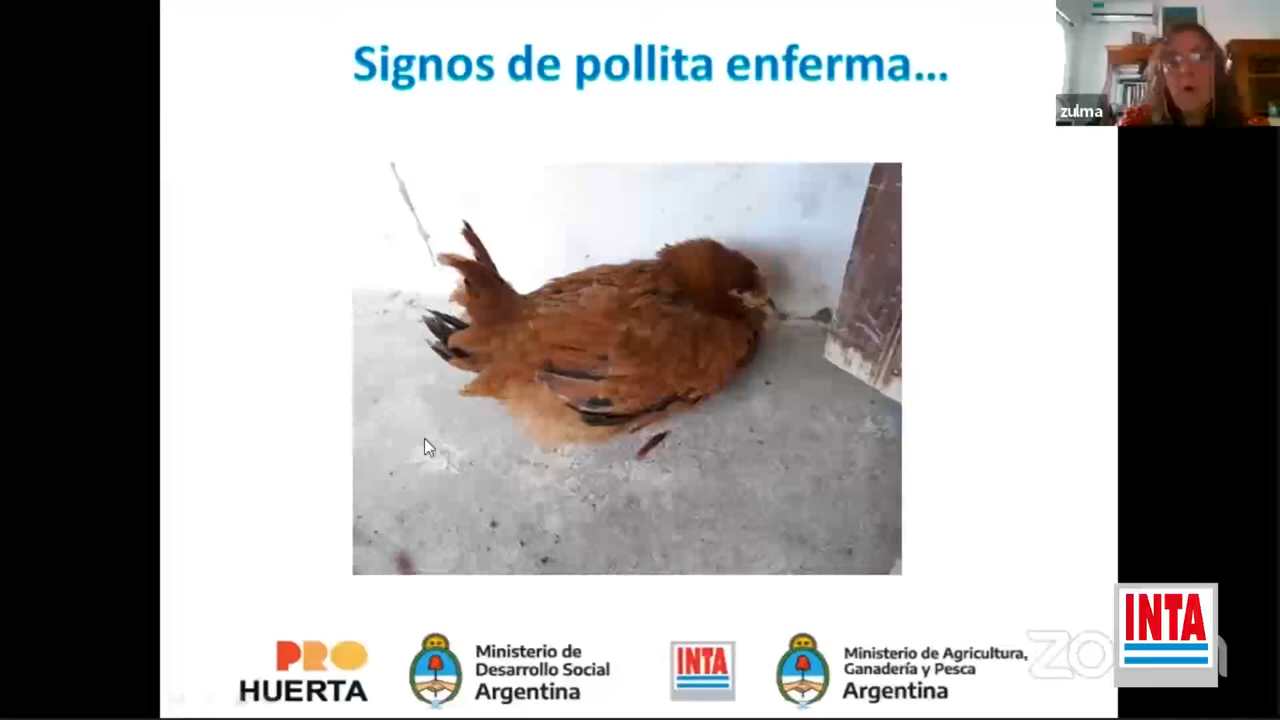 Signos de pollita enferma...
zulma
PRO
HUERTA
Ministerio de
Desarrollo Social
Argentina
INTA
Ministerio de Agricultura,
Ganadería y Pesca
Argentina
INTA